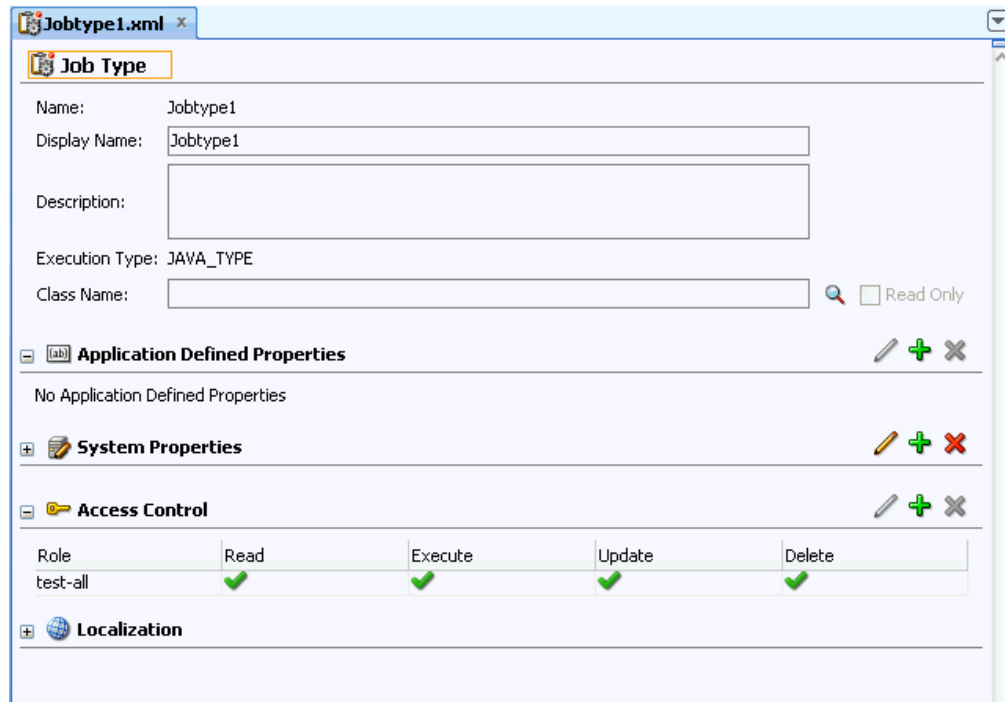 Jobtype1.xml x
Job Type
Name: Jobtype1
Display Name: Jobtype1
Description:
Execution Type: JAVA_TYPE
Class Name: Read Only
(ab) Application Defined Properties
No Application Defined Properties
System Properties
Access Control
Role Read Execute Update Delete
test-all
Localization